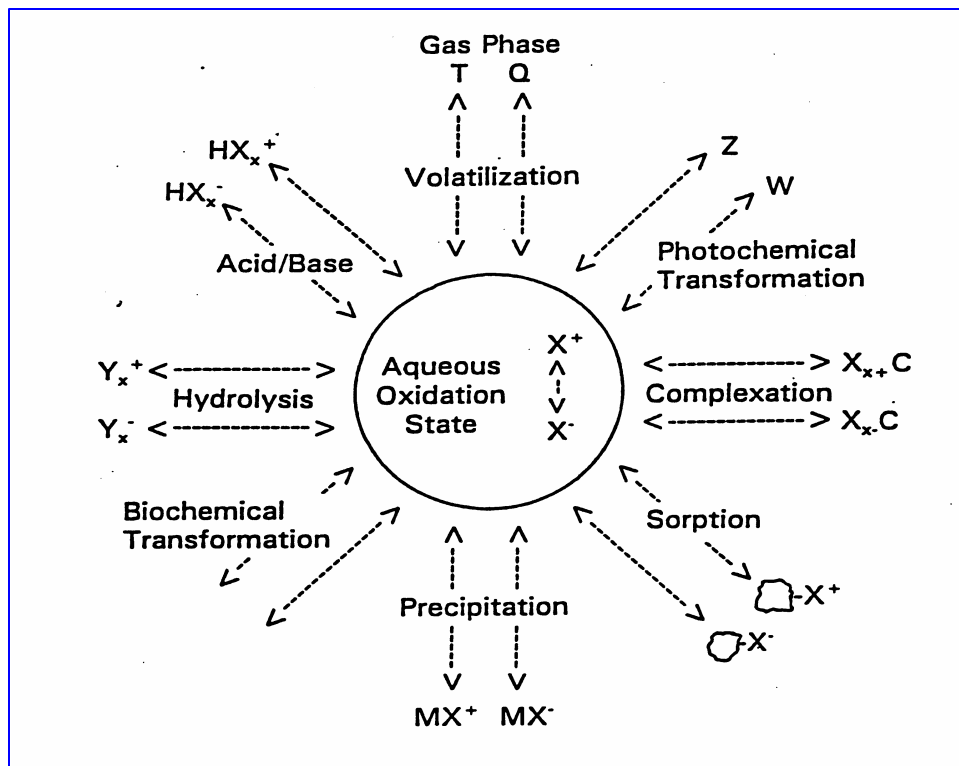 Gas Phase
T Q
HXₓ⁺
HXₓ⁻
Volatilization
Z
W
Acid/Base
Photochemical
Transformation
Aqueous
Oxidation
State
X⁺
X⁻
Yₓ⁺
Hydrolysis
Yₓ⁻
Xₓ₊C
Complexation
Xₓ₋C
Biochemical
Transformation
Sorption
Precipitation
X⁺
X⁻
MX⁺ MX⁻